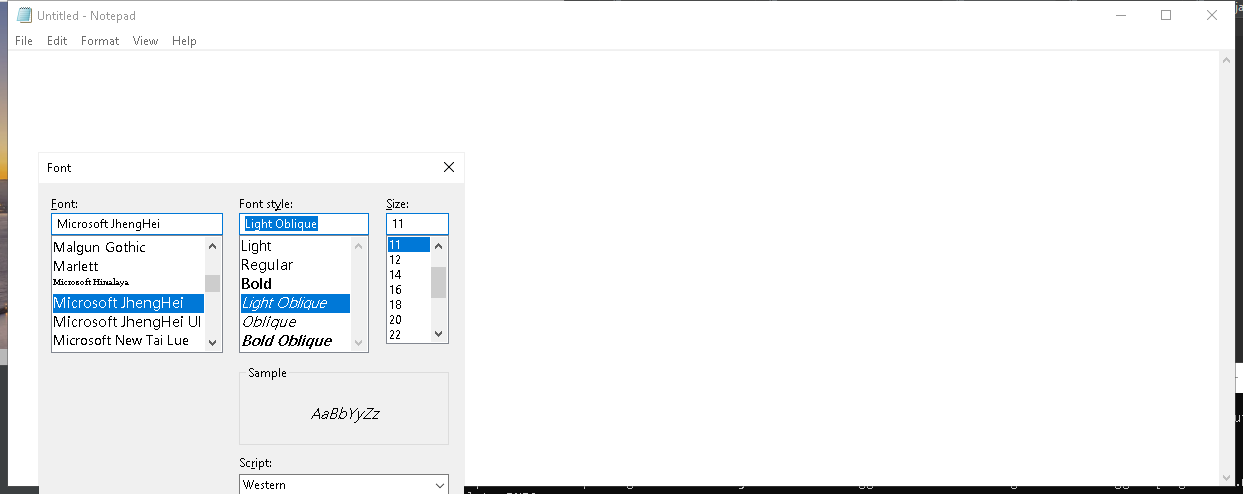 Untitled - Notepad
File Edit Format View Help
Font
Font: Font style: Size:
Microsoft JhengHei Light Oblique 11
Malgun Gothic Light 11
Marlett Regular 12
Microsoft Himalaya Bold 14
Microsoft JhengHei Light Oblique 16
Microsoft JhengHei UI Oblique 18
Microsoft New Tai Lue Bold Oblique 20
22
Sample
AaBbYyZz
Script:
Western